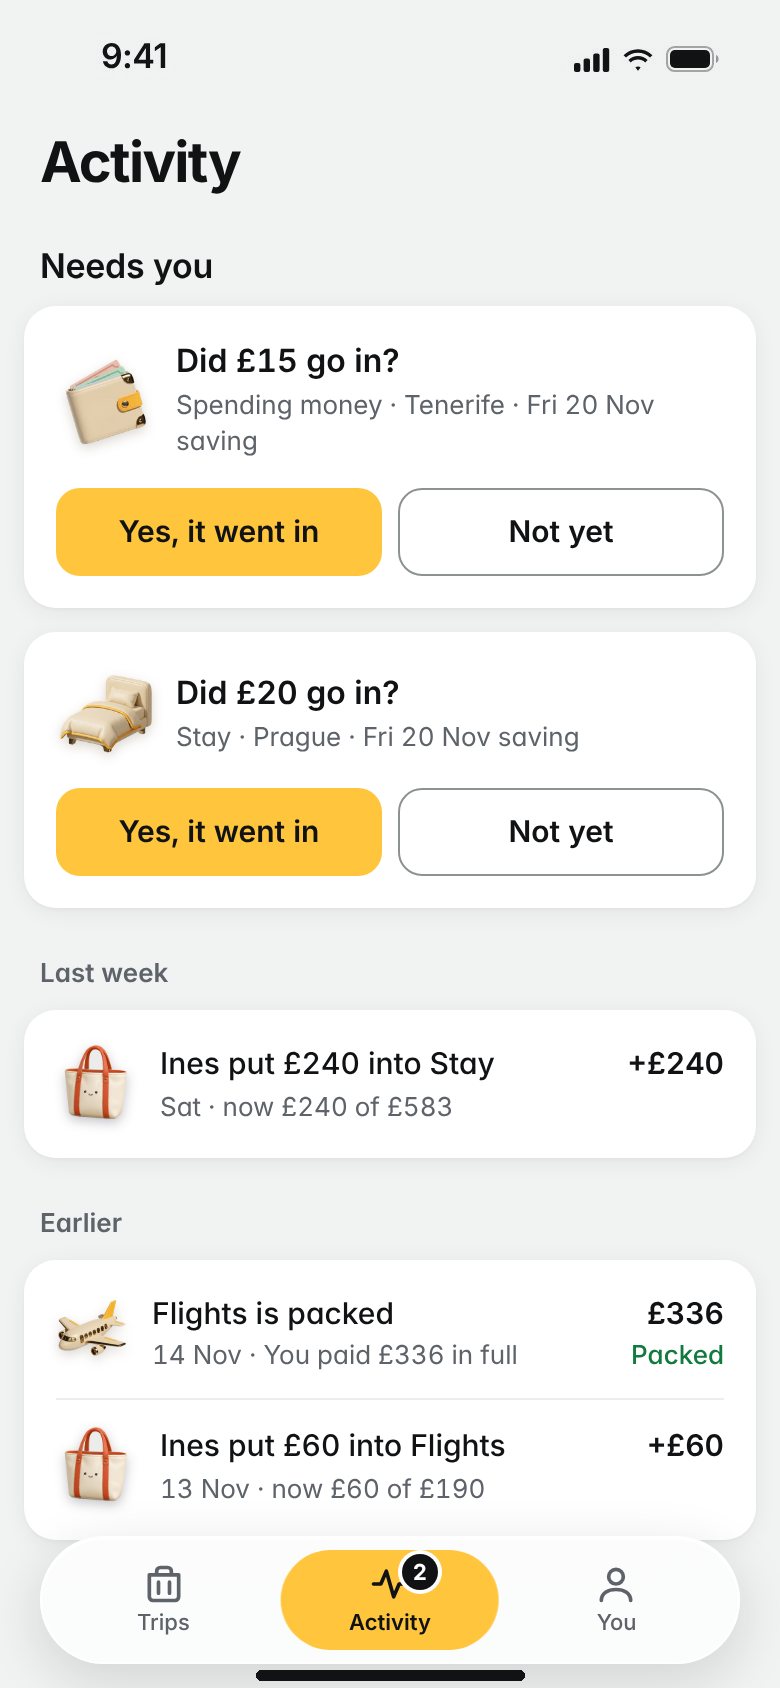 9:41
Activity
Needs you
Did £15 go in?
Spending money · Tenerife · Fri 20 Nov
saving
Yes, it went in
Not yet
Did £20 go in?
Stay · Prague · Fri 20 Nov saving
Yes, it went in
Not yet
Last week
Ines put £240 into Stay
+£240
Sat · now £240 of £583
Earlier
Flights is packed
£336
14 Nov · You paid £336 in full
Packed
Ines put £60 into Flights
+£60
13 Nov · now £60 of £190
2
Trips
Activity
You